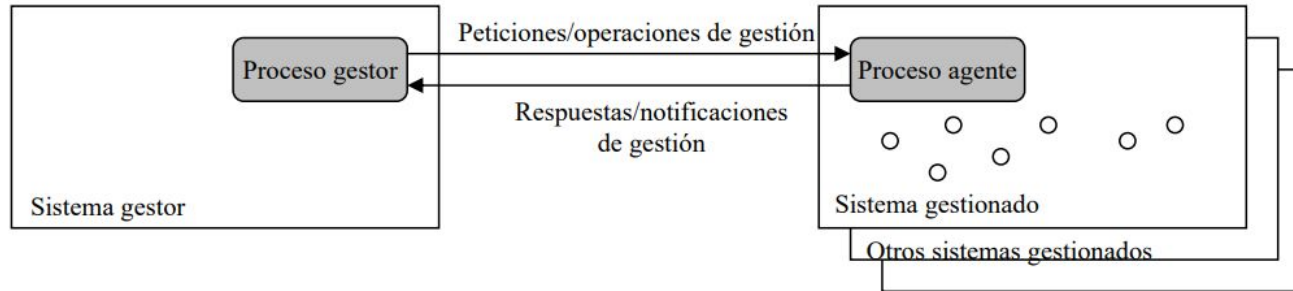 Peticiones/operaciones de gestión
Proceso gestor
Proceso agente
Respuestas/notificaciones
de gestión
Sistema gestor
Sistema gestionado
Otros sistemas gestionados